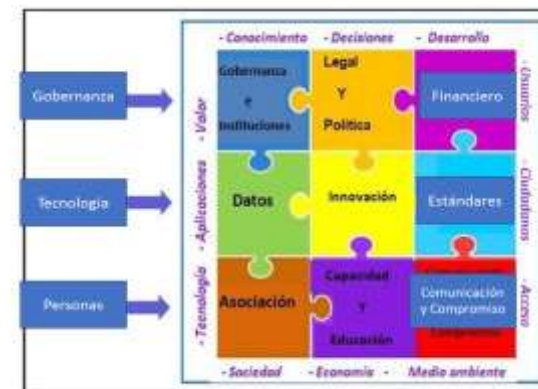 - Conocimiento - Decisiones - Desarrollo
Gobernanza
e
Instituciones
Legal
Y
Política
Financiero
Gobernanza
- Valor
- Usuarios
Tecnología
- Aplicaciones
Datos
Innovación
Estándares
- Ciudadanos
Personas
- Tecnología
Asociación
Capacidad
Y
Educación
Comunicación
y Compromiso
Compromiso
- Acceso
- Sociedad - Economía - Medio ambiente